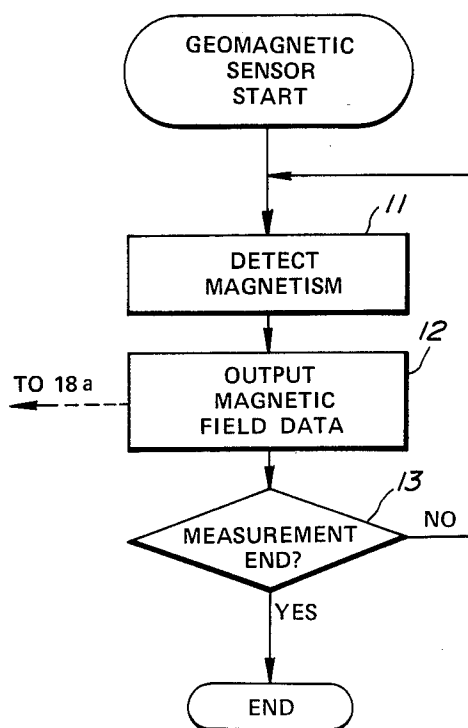 GEOMAGNETIC
SENSOR
START
11
DETECT
MAGNETISM
12
TO 18a
OUTPUT
MAGNETIC
FIELD DATA
13
MEASUREMENT
END?
NO
YES
END